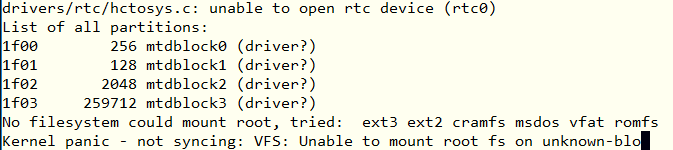 drivers/rtc/hctosys.c: unable to open rtc device (rtc0)
List of all partitions:
1f00 256 mtdblock0 (driver?)
1f01 128 mtdblock1 (driver?)
1f02 2048 mtdblock2 (driver?)
1f03 259712 mtdblock3 (driver?)
No filesystem could mount root, tried: ext3 ext2 cramfs msdos vfat romfs
Kernel panic - not syncing: VFS: Unable to mount root fs on unknown-blo